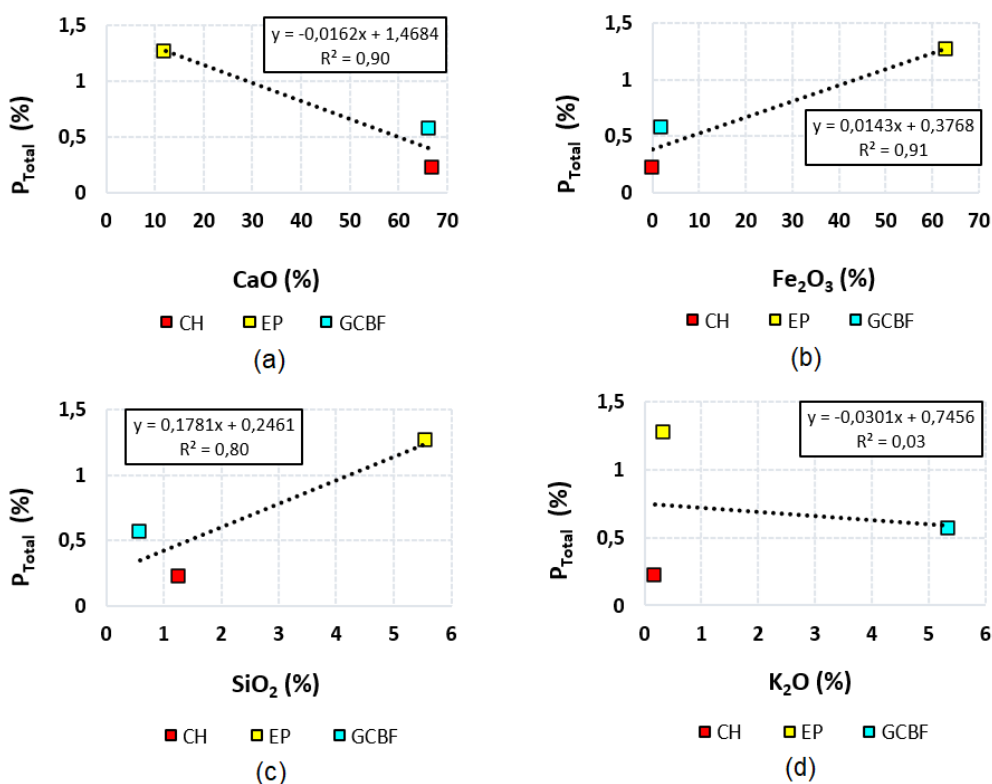 1,5
1
0,5
0
P_Total (%)
y = -0,0162x + 1,4684
R² = 0,90
0 10 20 30 40 50 60 70
CaO (%)
CH EP GCBF
(a)
1,5
1
0,5
0
P_Total (%)
y = 0,0143x + 0,3768
R² = 0,91
0 10 20 30 40 50 60 70
Fe₂O₃ (%)
CH EP GCBF
(b)
1,5
1
0,5
0
P_Total (%)
y = 0,1781x + 0,2461
R² = 0,80
0 1 2 3 4 5 6
SiO₂ (%)
CH EP GCBF
(c)
1,5
1
0,5
0
P_Total (%)
y = -0,0301x + 0,7456
R² = 0,03
0 1 2 3 4 5 6
K₂O (%)
CH EP GCBF
(d)